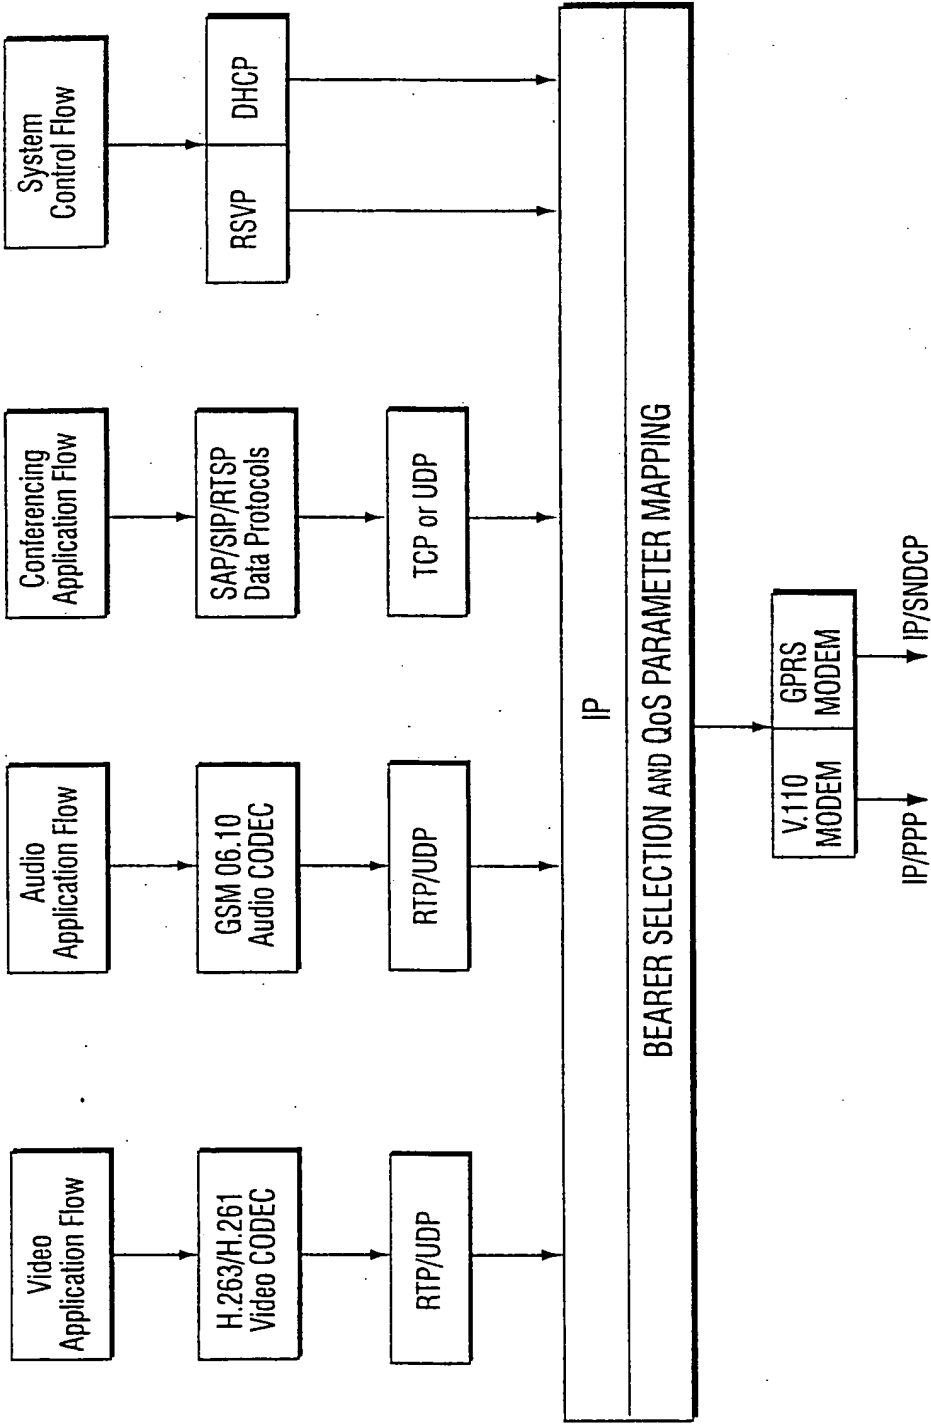 Video
Application Flow
Audio
Application Flow
Conferencing
Application Flow
System
Control Flow
H.263/H.261
Video CODEC
GSM 06.10
Audio CODEC
SAP/SIP/RTSP
Data Protocols
RSVP
DHCP
RTP/UDP
RTP/UDP
TCP or UDP
IP
BEARER SELECTION AND QoS PARAMETER MAPPING
V.110
MODEM
GPRS
MODEM
IP/PPP
IP/SNDCP